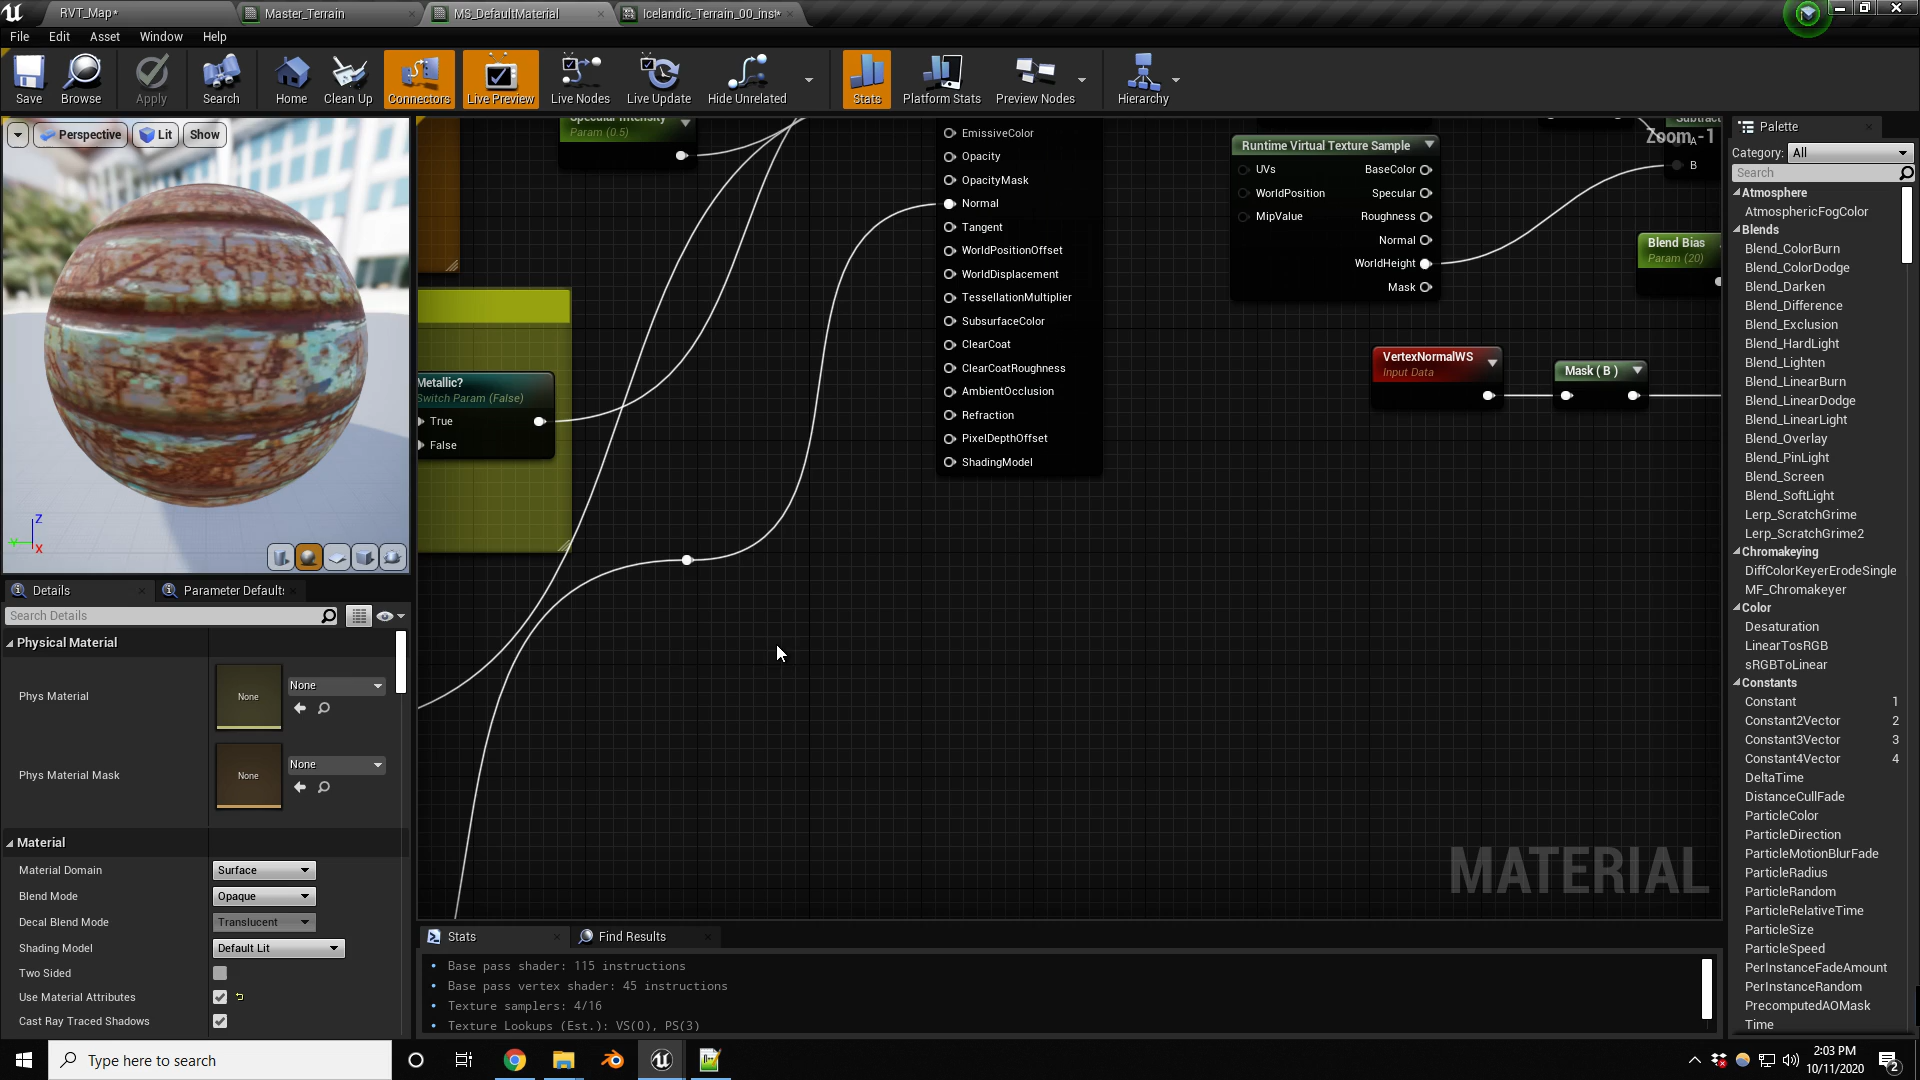 RVT_Map*
Master_Terrain
MS_DefaultMaterial
Icelandic_Terrain_00_inst*
File
Edit
Asset
Window
Help
Save
Browse
Apply
Search
Home
Clean Up
Connectors
Live Preview
Live Nodes
Live Update
Hide Unrelated
Stats
Platform Stats
Preview Nodes
Hierarchy
Perspective
Lit
Show
Z
Y
X
Specular Intensity
Param (0.5)
Metallic?
Switch Param (False)
True
False
EmissiveColor
Opacity
OpacityMask
Normal
Tangent
WorldPositionOffset
WorldDisplacement
TessellationMultiplier
SubsurfaceColor
ClearCoat
ClearCoatRoughness
AmbientOcclusion
Refraction
PixelDepthOffset
ShadingModel
Runtime Virtual Texture Sample
UVs
BaseColor
WorldPosition
Specular
MipValue
Roughness
Normal
WorldHeight
Mask
Subtract
Zoom -1
A
B
Blend Bias
Param (20)
VertexNormalWS
Input Data
Mask ( B )
MATERIAL
Details
Parameter Defaults
Search Details
Physical Material
Phys Material
None
None
Phys Material Mask
None
None
Material
Material Domain
Surface
Blend Mode
Opaque
Decal Blend Mode
Translucent
Shading Model
Default Lit
Two Sided
Use Material Attributes
Cast Ray Traced Shadows
Stats
Find Results
• Base pass shader: 115 instructions
• Base pass vertex shader: 45 instructions
• Texture samplers: 4/16
• Texture Lookups (Est.): VS(0), PS(3)
Palette
Category:
All
Search
Atmosphere
AtmosphericFogColor
Blends
Blend_ColorBurn
Blend_ColorDodge
Blend_Darken
Blend_Difference
Blend_Exclusion
Blend_HardLight
Blend_Lighten
Blend_LinearBurn
Blend_LinearDodge
Blend_LinearLight
Blend_Overlay
Blend_PinLight
Blend_Screen
Blend_SoftLight
Lerp_ScratchGrime
Lerp_ScratchGrime2
Chromakeying
DiffColorKeyerErodeSingle
MF_Chromakeyer
Color
Desaturation
LinearTosRGB
sRGBToLinear
Constants
Constant 1
Constant2Vector 2
Constant3Vector 3
Constant4Vector 4
DeltaTime
DistanceCullFade
ParticleColor
ParticleDirection
ParticleMotionBlurFade
ParticleRadius
ParticleRandom
ParticleRelativeTime
ParticleSize
ParticleSpeed
PerInstanceFadeAmount
PerInstanceRandom
PrecomputedAOMask
Time
Type here to search
2:03 PM
10/11/2020
2